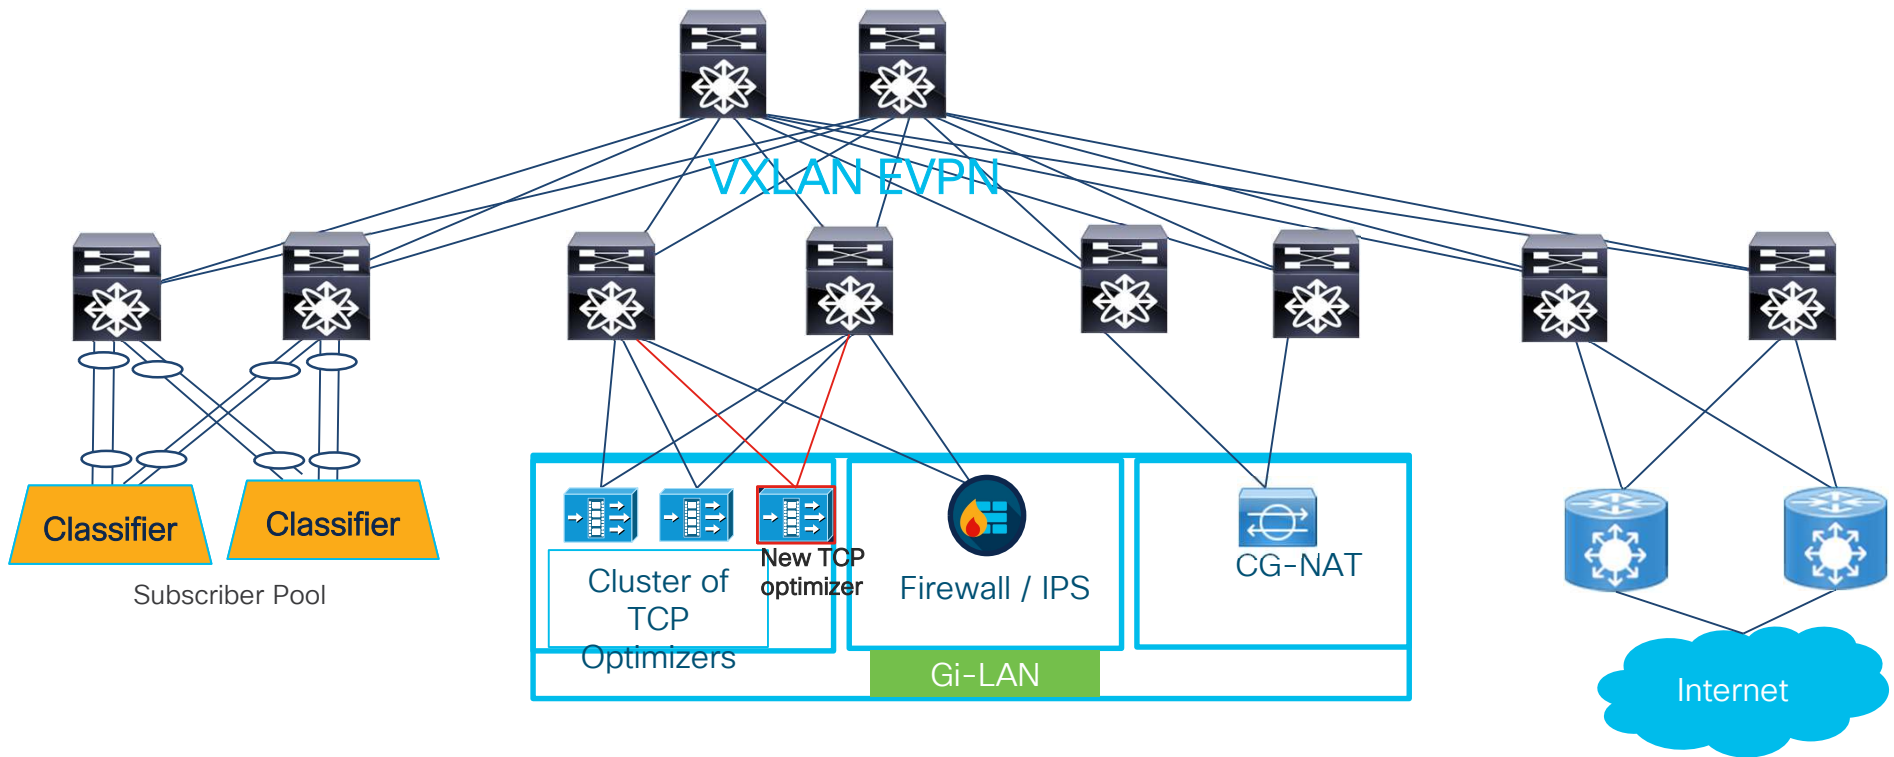 VXLAN EVPN
Classifier
Classifier
Subscriber Pool
New TCP
optimizer
Cluster of
TCP
Optimizers
Firewall / IPS
CG-NAT
Gi-LAN
Internet